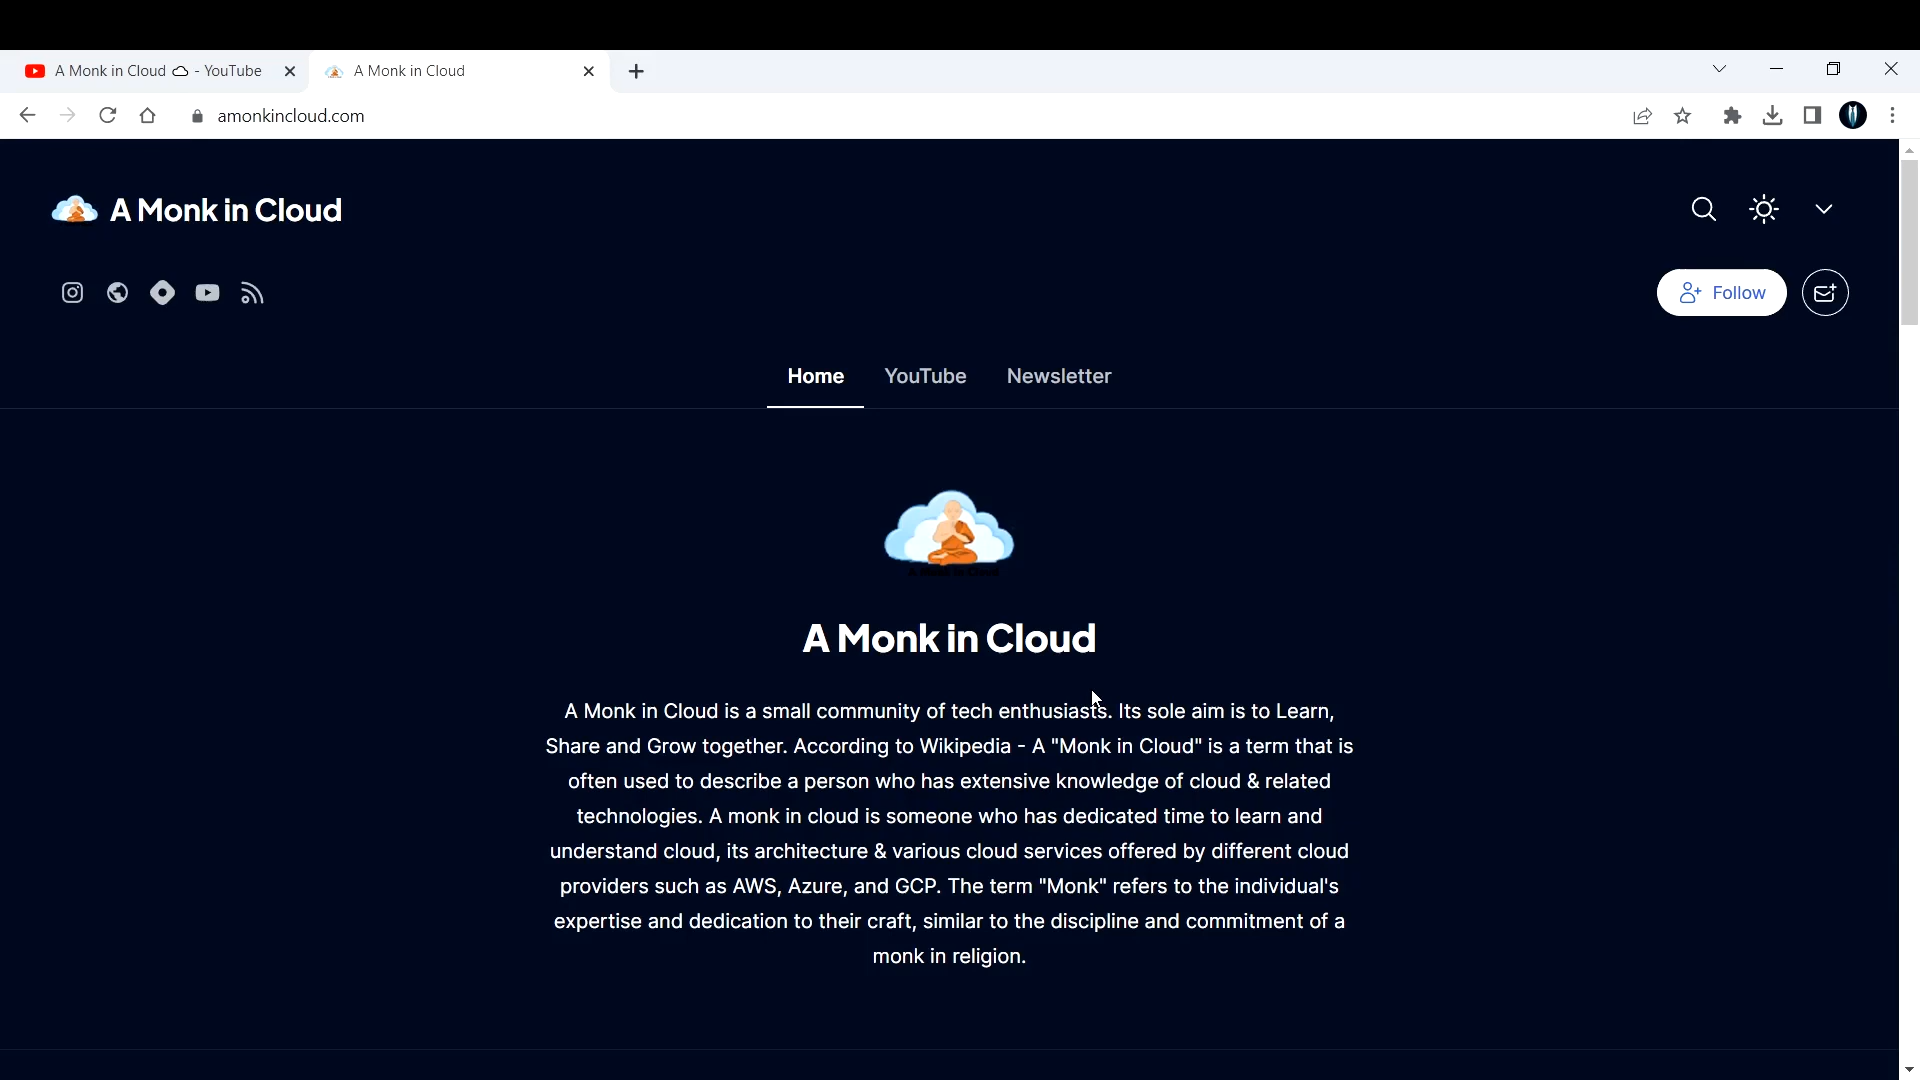 A Monk in Cloud - YouTube
A Monk in Cloud
amonkincloud.com
A Monk in Cloud
Follow
Home
YouTube
Newsletter
A Monk in Cloud
A Monk in Cloud is a small community of tech enthusiasts. Its sole aim is to Learn,
Share and Grow together. According to Wikipedia - A "Monk in Cloud" is a term that is
often used to describe a person who has extensive knowledge of cloud & related
technologies. A monk in cloud is someone who has dedicated time to learn and
understand cloud, its architecture & various cloud services offered by different cloud
providers such as AWS, Azure, and GCP. The term "Monk" refers to the individual's
expertise and dedication to their craft, similar to the discipline and commitment of a
monk in religion.